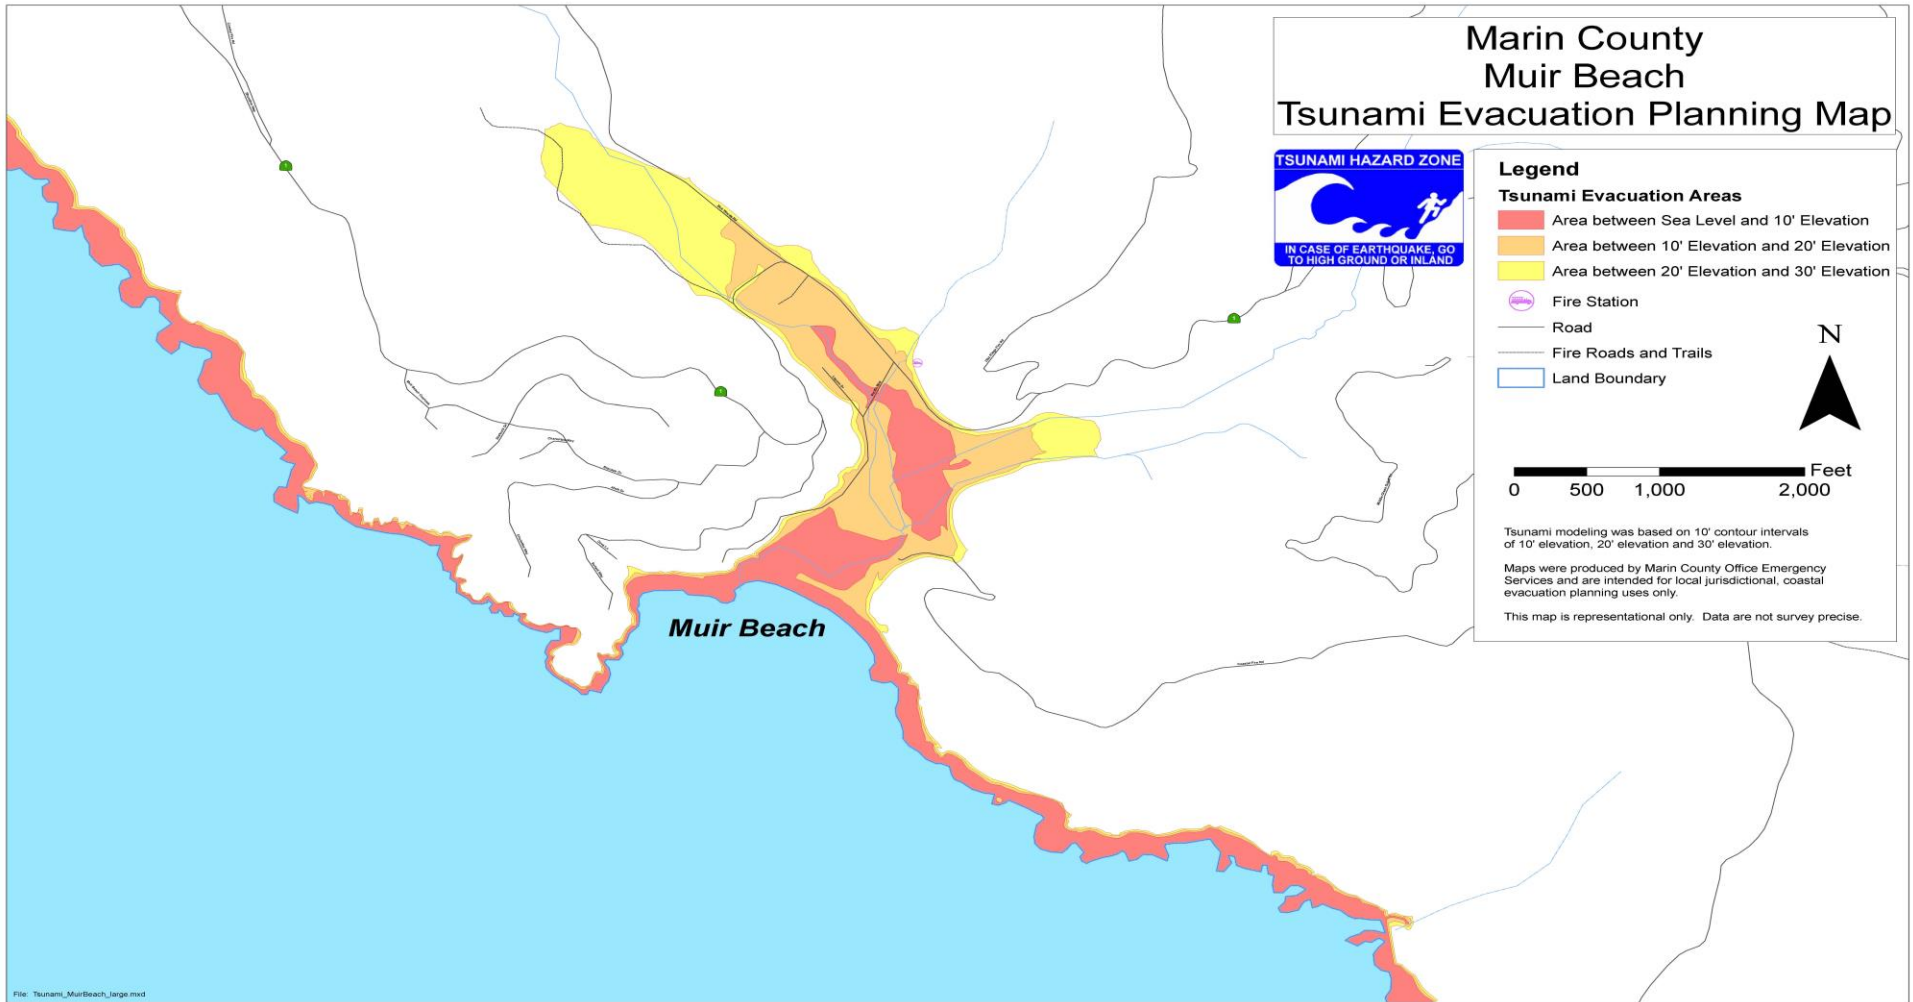 Marin County
Muir Beach
Tsunami Evacuation Planning Map
TSUNAMI HAZARD ZONE
IN CASE OF EARTHQUAKE, GO
TO HIGH GROUND OR INLAND
Legend
Tsunami Evacuation Areas
Area between Sea Level and 10' Elevation
Area between 10' Elevation and 20' Elevation
Area between 20' Elevation and 30' Elevation
Fire Station
Road
Fire Roads and Trails
Land Boundary
N
Feet
0 500 1,000 2,000
Tsunami modeling was based on 10' contour intervals
of 10' elevation, 20' elevation and 30' elevation.
Maps were produced by Marin County Office Emergency
Services and are intended for local jurisdictional, coastal
evacuation planning uses only.
This map is representational only. Data are not survey precise.
Muir Beach
File: Tsunami_MuirBeach_large.mxd